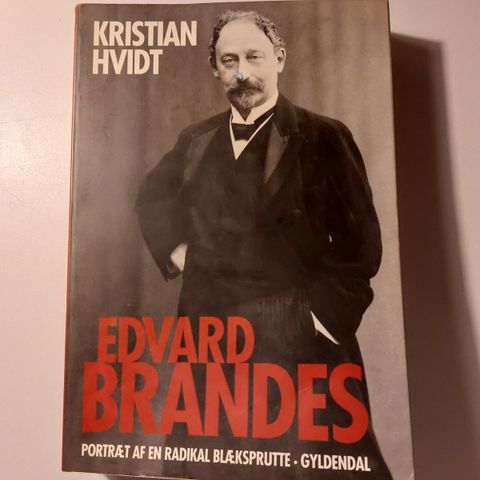 KRISTIAN
HVIDT
EDVARD
BRANDES
PORTRÆT AF EN RADIKAL BLÆKSPRUTTE · GYLDENDAL